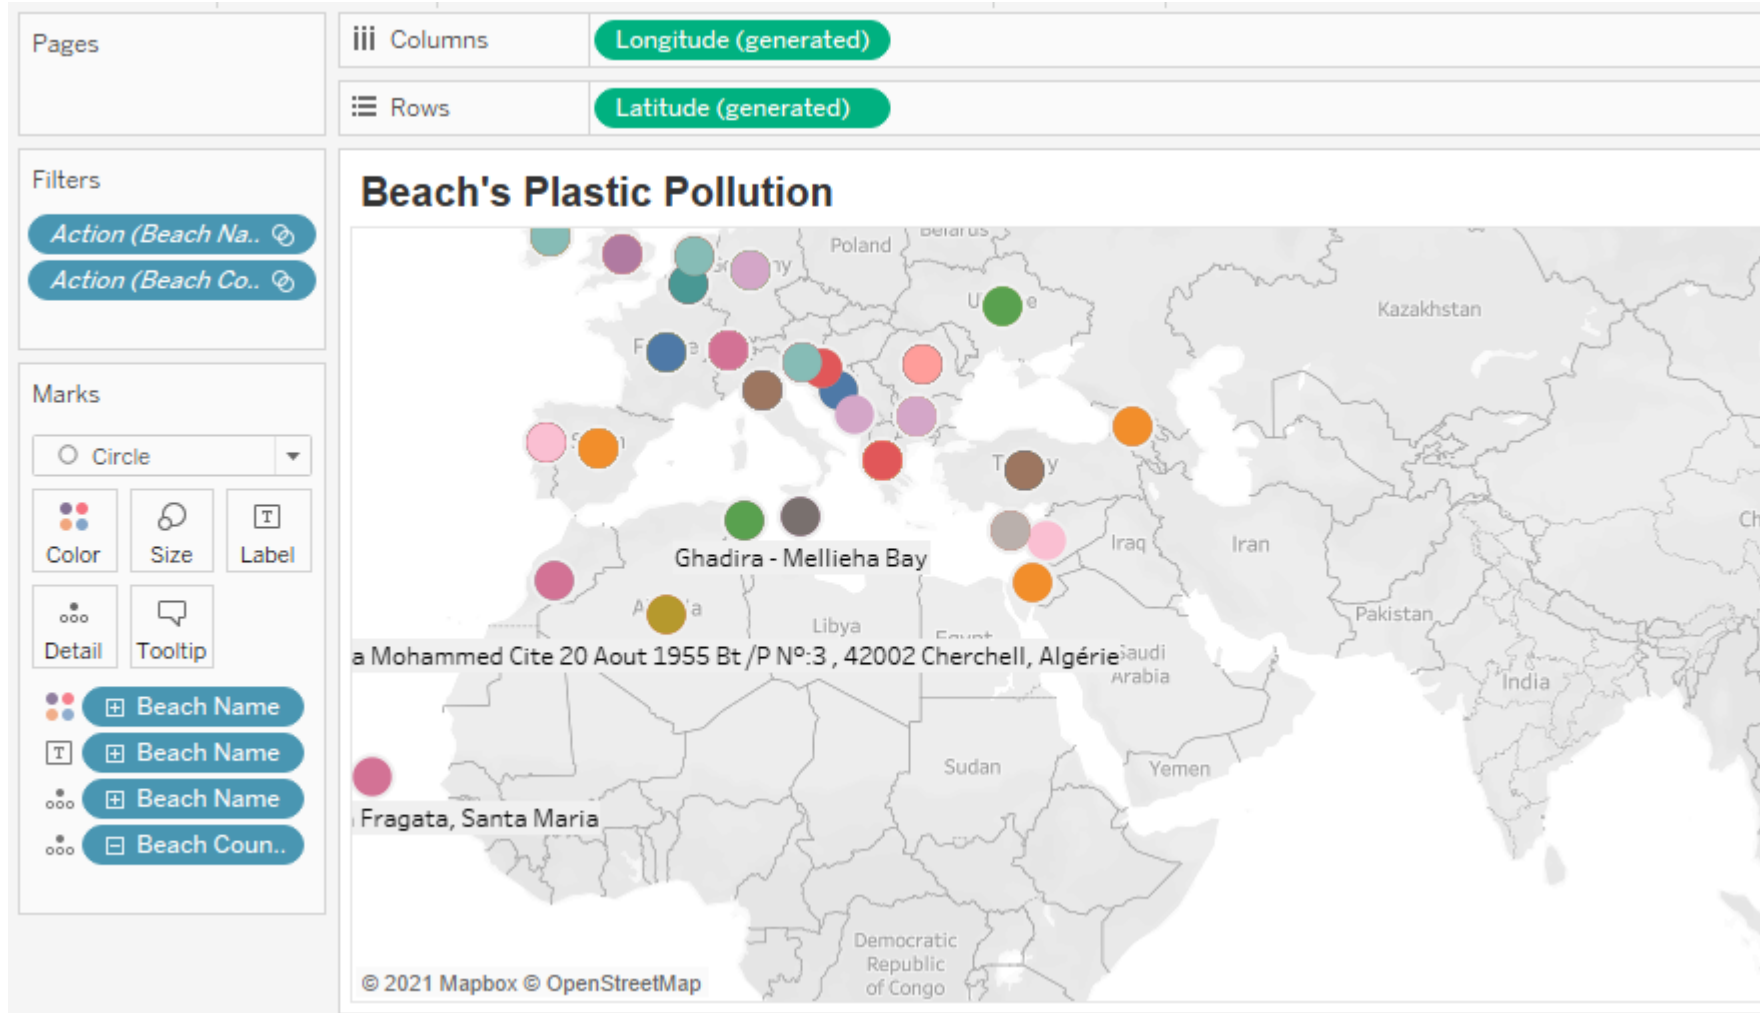 Pages
Columns
Longitude (generated)
Rows
Latitude (generated)
Filters
Action (Beach Na..
Action (Beach Co..
Marks
Circle
Color
Size
T
Label
Detail
Tooltip
Beach Name
T
Beach Name
Beach Name
Beach Coun..
Beach's Plastic Pollution
Poland
Belarus
Kazakhstan
Iraq
Iran
Ghadira - Mellieha Bay
Pakistan
Libya
Egypt
a Mohammed Cite 20 Aout 1955 Bt /P Nº:3 , 42002 Cherchell, Algérie
Saudi
Arabia
India
Sudan
Yemen
Fragata, Santa Maria
Democratic
Republic
of Congo
© 2021 Mapbox © OpenStreetMap